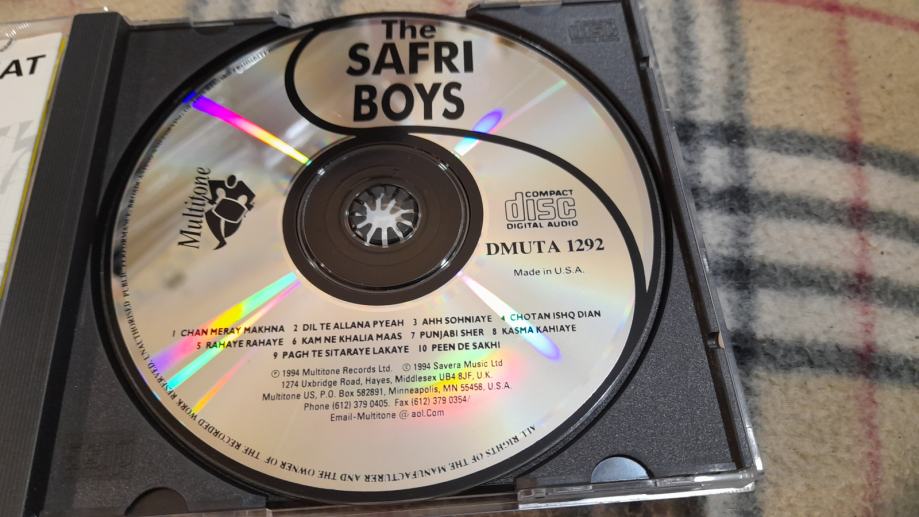 AT
The
SAFRI
BOYS
Multitone
COMPACT
disc
DIGITAL AUDIO
DMUTA 1292
Made in U.S.A.
1 CHAN MERAY MAKHNA 2 DIL TE ALLANA PYEAH 3 AHH SOHNIAYE 4 CHOTAN ISHQ DIAN
5 RAHAYE RAHAYE 6 KAM NE KHALIA MAAS 7 PUNJABI SHER 8 KASMA KAHIAYE
9 PAGH TE SITARAYE LAKAYE 10 PEEN DE SAKHI
℗ 1994 Multitone Records Ltd. © 1994 Savera Music Ltd
1274 Uxbridge Road, Hayes, Middlesex UB4 8JF, U.K.
Multitone US, P.O. Box 582891, Minneapolis, MN 55458, U.S.A.
Phone (612) 379 0405. Fax (612) 379 0354/
Email-Multitone @ aol.Com
ALL RIGHTS OF THE MANUFACTURER AND THE OWNER OF THE RECORDED WORK RESERVED. UNAUTHORISED PUBLIC PERFORMANCE